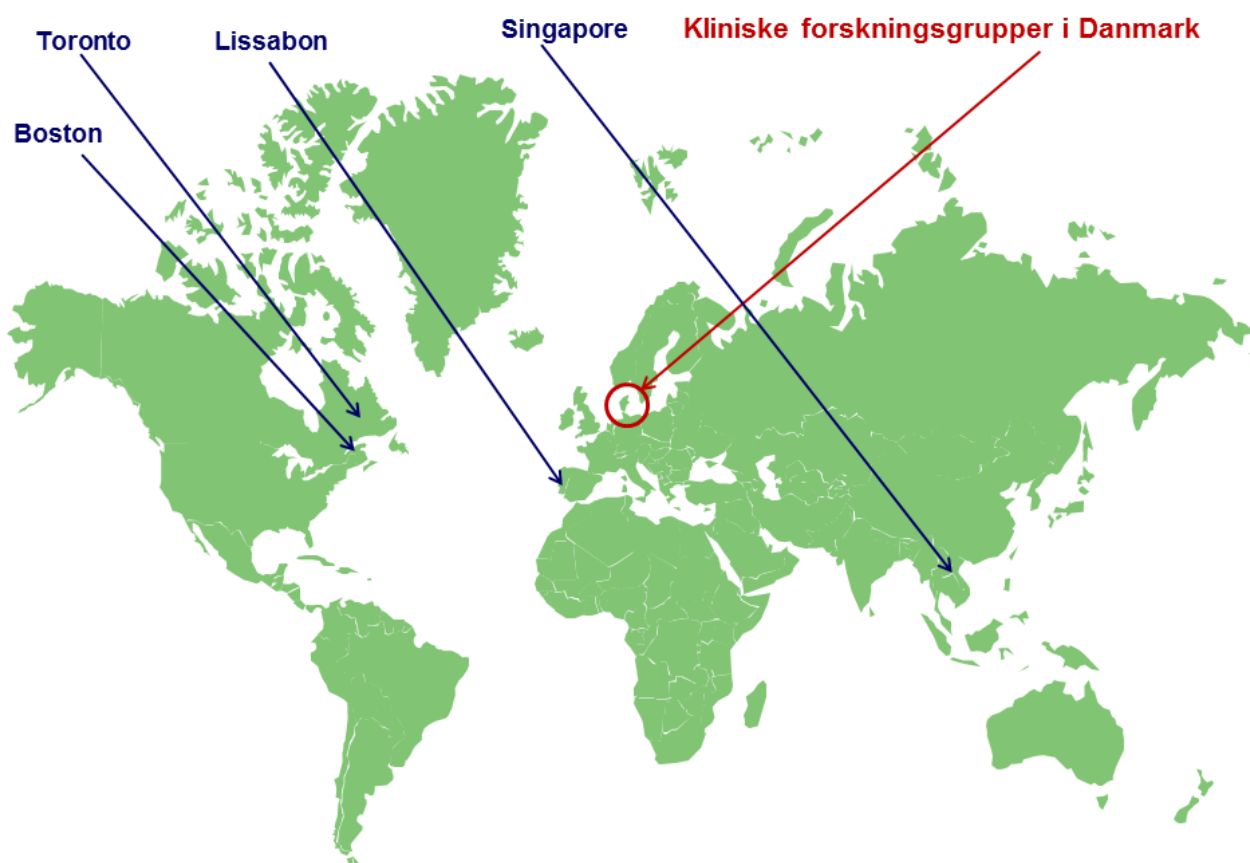 Toronto
Lissabon
Singapore
Kliniske forskningsgrupper i Danmark
Boston